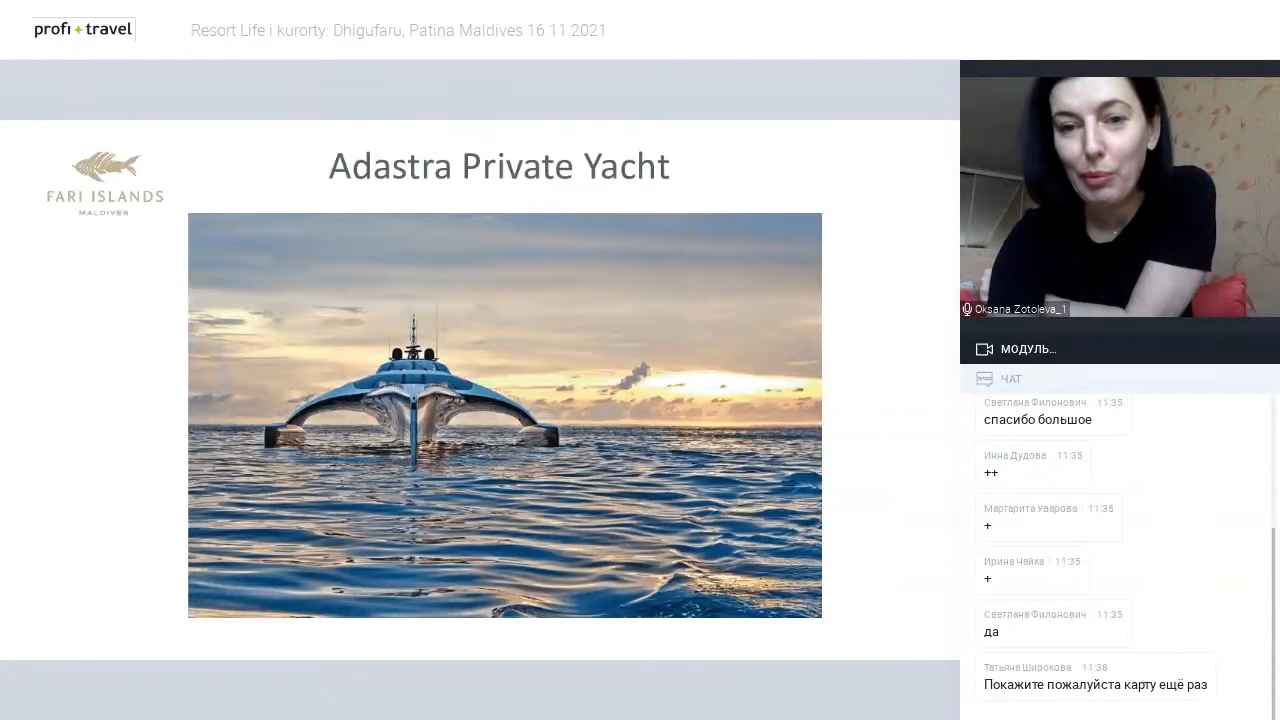 profi + travel
Resort Life i kurorty: Dhigufaru, Patina Maldives 16.11.2021
FARI ISLANDS
MALDIVES
Adastra Private Yacht
Oksana Zotoleva_1
МОДУЛЬ...
ЧАТ
Светлана Филонович 11:35
спасибо большое
Инна Дудова 11:35
++
Маргарита Уварова 11:35
+
Ирина Чайка 11:35
+
Светлана Филонович 11:35
да
Татьяна Широкова 11:38
Покажите пожалуйста карту ещё раз